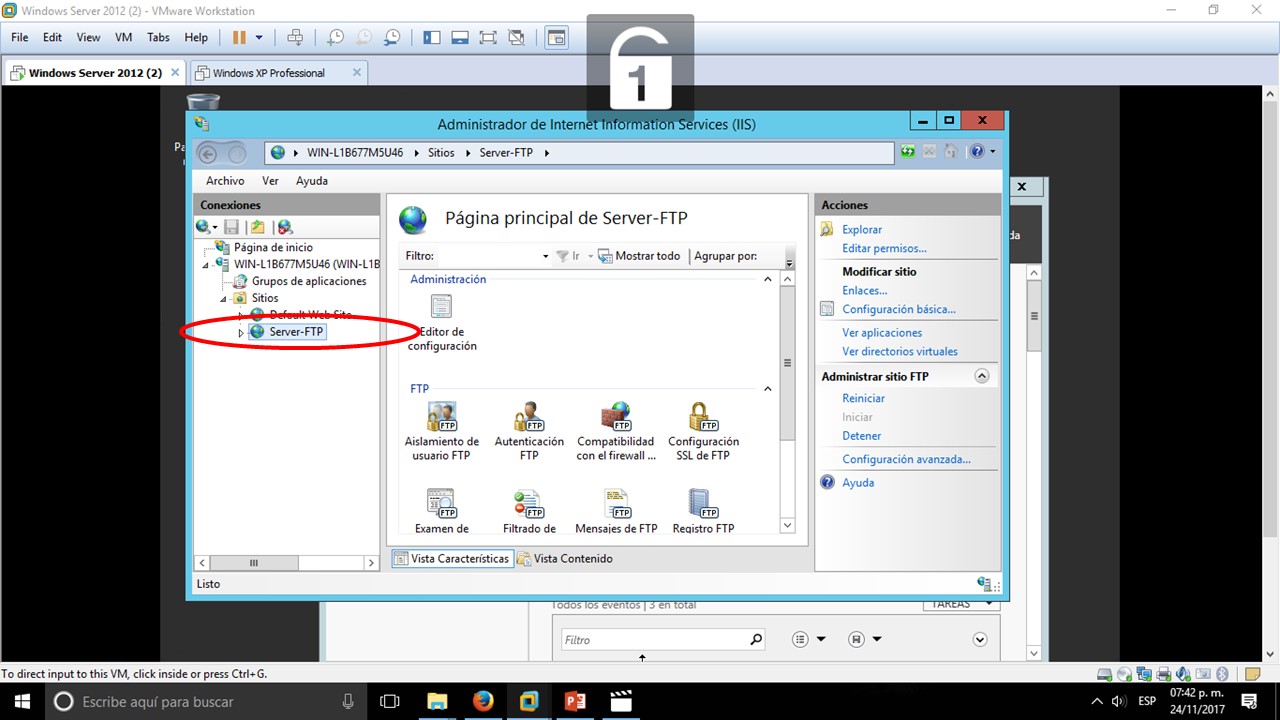 Windows Server 2012 (2) - VMware Workstation
File Edit View VM Tabs Help
1
Windows Server 2012 (2)
Windows XP Professional
Administrador de Internet Information Services (IIS)
WIN-L1B677M5U46 Sitios Server-FTP
Archivo Ver Ayuda
Conexiones
Página de inicio
WIN-L1B677M5U46 (WIN-L1B
Grupos de aplicaciones
Sitios
Default Web Site
Server-FTP
Página principal de Server-FTP
Filtro: Ir Mostrar todo Agrupar por:
Administración
Editor de
configuración
FTP
Aislamiento de
usuario FTP
Autenticación
FTP
Compatibilidad
con el firewall ...
Configuración
SSL de FTP
Examen de
Filtrado de
Mensajes de FTP
Registro FTP
Vista Características
Vista Contenido
Acciones
Explorar
Editar permisos...
Modificar sitio
Enlaces...
Configuración básica...
Ver aplicaciones
Ver directorios virtuales
Administrar sitio FTP
Reiniciar
Iniciar
Detener
Configuración avanzada...
Ayuda
Listo
da
Todos los eventos | 3 en total
TAREAS
Filtro
To direct input to this VM, click inside or press Ctrl+G.
Escribe aquí para buscar
ESP
07:42 p. m.
24/11/2017